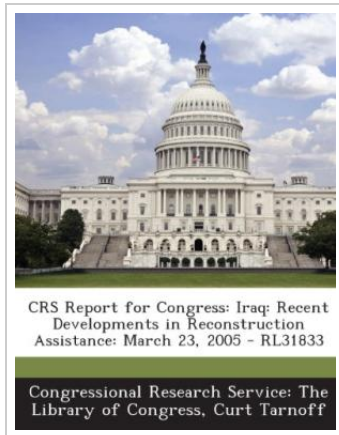 CRS Report for Congress: Iraq: Recent
Developments in Reconstruction
Assistance: March 23, 2005 - RL31833
Congressional Research Service: The
Library of Congress, Curt Tarnoff